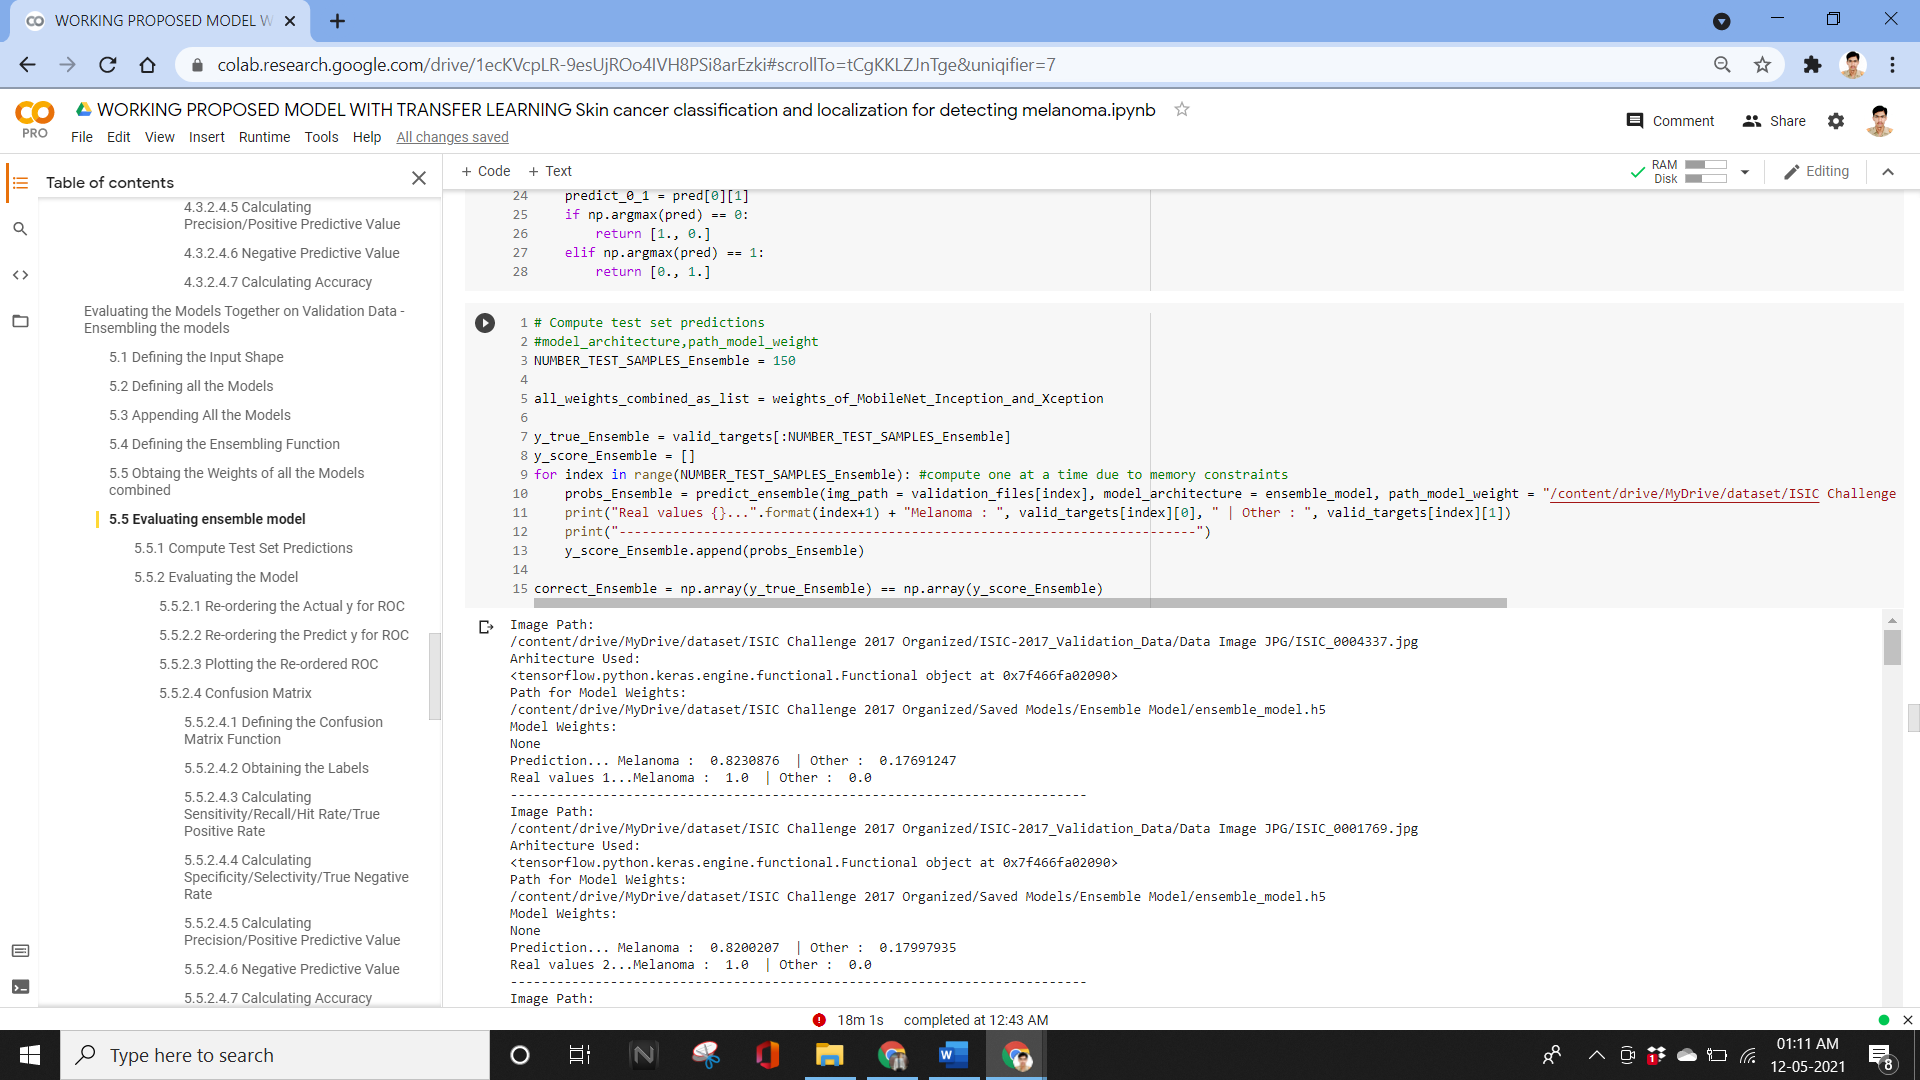 WORKING PROPOSED MODEL W
colab.research.google.com/drive/1ecKVcpLR-9esUjROo4IVH8PSi8arEzki#scrollTo=tCgKKLZJnTge&uniqifier=7
PRO
WORKING PROPOSED MODEL WITH TRANSFER LEARNING Skin cancer classification and localization for detecting melanoma.ipynb
File Edit View Insert Runtime Tools Help All changes saved
Comment Share
Table of contents
+ Code + Text
RAM
Disk
Editing
4.3.2.4.5 Calculating
Precision/Positive Predictive Value
4.3.2.4.6 Negative Predictive Value
4.3.2.4.7 Calculating Accuracy
Evaluating the Models Together on Validation Data -
Ensembling the models
5.1 Defining the Input Shape
5.2 Defining all the Models
5.3 Appending All the Models
5.4 Defining the Ensembling Function
5.5 Obtaing the Weights of all the Models
combined
5.5 Evaluating ensemble model
5.5.1 Compute Test Set Predictions
5.5.2 Evaluating the Model
5.5.2.1 Re-ordering the Actual y for ROC
5.5.2.2 Re-ordering the Predict y for ROC
5.5.2.3 Plotting the Re-ordered ROC
5.5.2.4 Confusion Matrix
5.5.2.4.1 Defining the Confusion
Matrix Function
5.5.2.4.2 Obtaining the Labels
5.5.2.4.3 Calculating
Sensitivity/Recall/Hit Rate/True
Positive Rate
5.5.2.4.4 Calculating
Specificity/Selectivity/True Negative
Rate
5.5.2.4.5 Calculating
Precision/Positive Predictive Value
5.5.2.4.6 Negative Predictive Value
5.5.2.4.7 Calculating Accuracy
24 predict_0_1 = pred[0][1]
25 if np.argmax(pred) == 0:
26 return [1., 0.]
27 elif np.argmax(pred) == 1:
28 return [0., 1.]
1 # Compute test set predictions
2 #model_architecture,path_model_weight
3 NUMBER_TEST_SAMPLES_Ensemble = 150
4
5 all_weights_combined_as_list = weights_of_MobileNet_Inception_and_Xception
6
7 y_true_Ensemble = valid_targets[:NUMBER_TEST_SAMPLES_Ensemble]
8 y_score_Ensemble = []
9 for index in range(NUMBER_TEST_SAMPLES_Ensemble): #compute one at a time due to memory constraints
10 probs_Ensemble = predict_ensemble(img_path = validation_files[index], model_architecture = ensemble_model, path_model_weight = "/content/drive/MyDrive/dataset/ISIC Challenge
11 print("Real values {}...".format(index+1) + "Melanoma : ", valid_targets[index][0], " | Other : ", valid_targets[index][1])
12 print("---------------------------------------------------------------------------")
13 y_score_Ensemble.append(probs_Ensemble)
14
15 correct_Ensemble = np.array(y_true_Ensemble) == np.array(y_score_Ensemble)
Image Path:
/content/drive/MyDrive/dataset/ISIC Challenge 2017 Organized/ISIC-2017_Validation_Data/Data Image JPG/ISIC_0004337.jpg
Arhitecture Used:
<tensorflow.python.keras.engine.functional.Functional object at 0x7f466fa02090>
Path for Model Weights:
/content/drive/MyDrive/dataset/ISIC Challenge 2017 Organized/Saved Models/Ensemble Model/ensemble_model.h5
Model Weights:
None
Prediction... Melanoma : 0.8230876 | Other : 0.17691247
Real values 1...Melanoma : 1.0 | Other : 0.0
---------------------------------------------------------------------------
Image Path:
/content/drive/MyDrive/dataset/ISIC Challenge 2017 Organized/ISIC-2017_Validation_Data/Data Image JPG/ISIC_0001769.jpg
Arhitecture Used:
<tensorflow.python.keras.engine.functional.Functional object at 0x7f466fa02090>
Path for Model Weights:
/content/drive/MyDrive/dataset/ISIC Challenge 2017 Organized/Saved Models/Ensemble Model/ensemble_model.h5
Model Weights:
None
Prediction... Melanoma : 0.8200207 | Other : 0.17997935
Real values 2...Melanoma : 1.0 | Other : 0.0
---------------------------------------------------------------------------
Image Path:
18m 1s completed at 12:43 AM
Type here to search
01:11 AM
12-05-2021
8